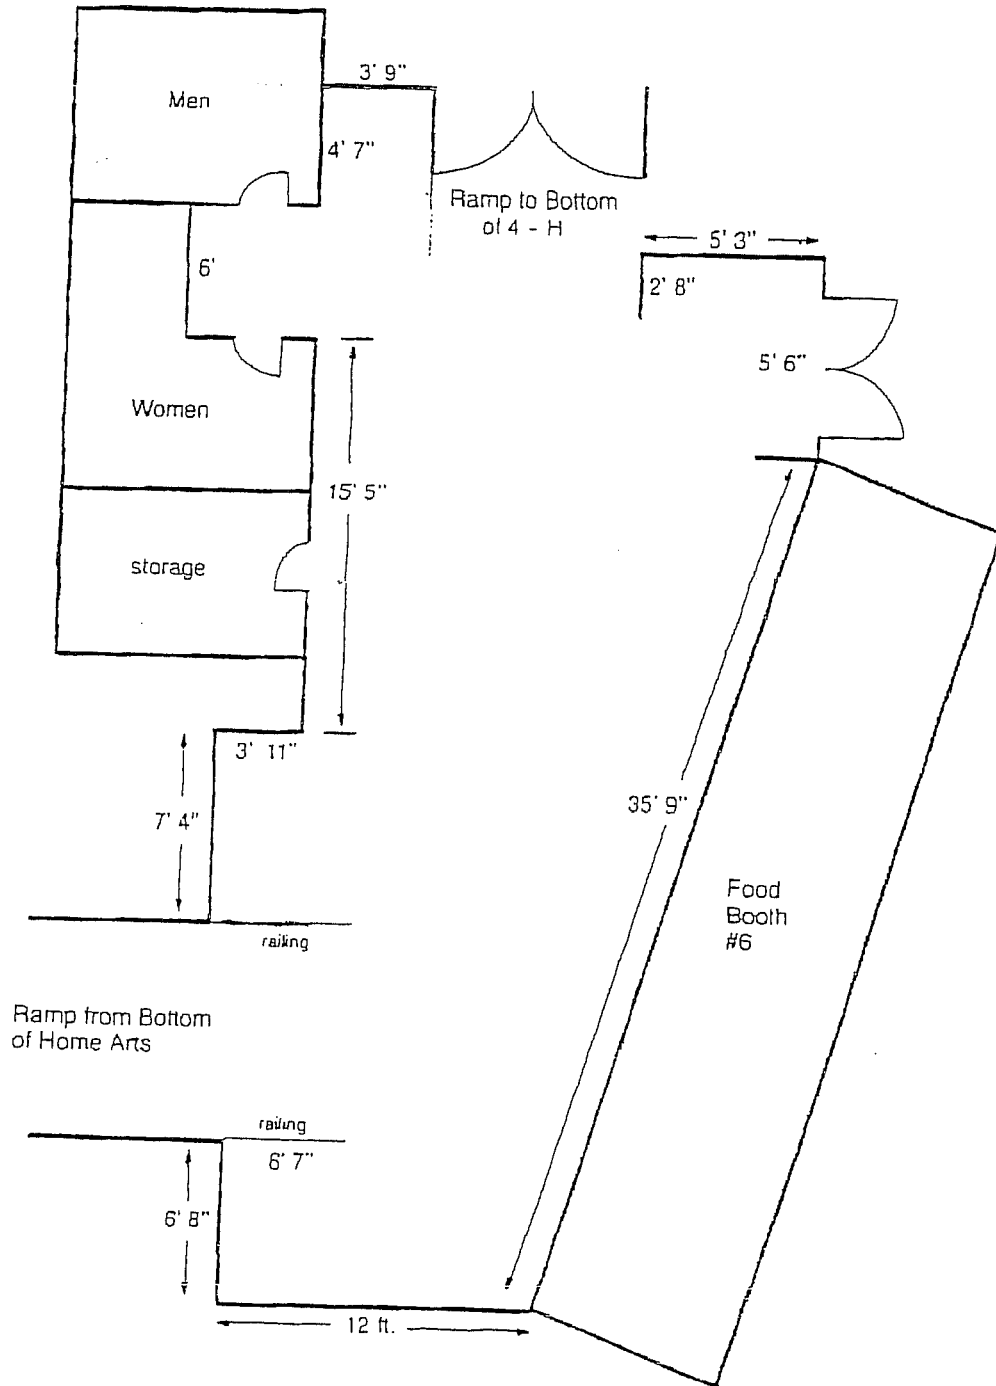 Men
3' 9"
4' 7"
Ramp to Bottom
of 4 - H
5' 3"
6'
2' 8"
5' 6"
Women
15' 5"
storage
3' 11"
7' 4"
35' 9"
Food
Booth
#6
railing
Ramp from Bottom
of Home Arts
railing
6' 7"
6' 8"
12 ft.